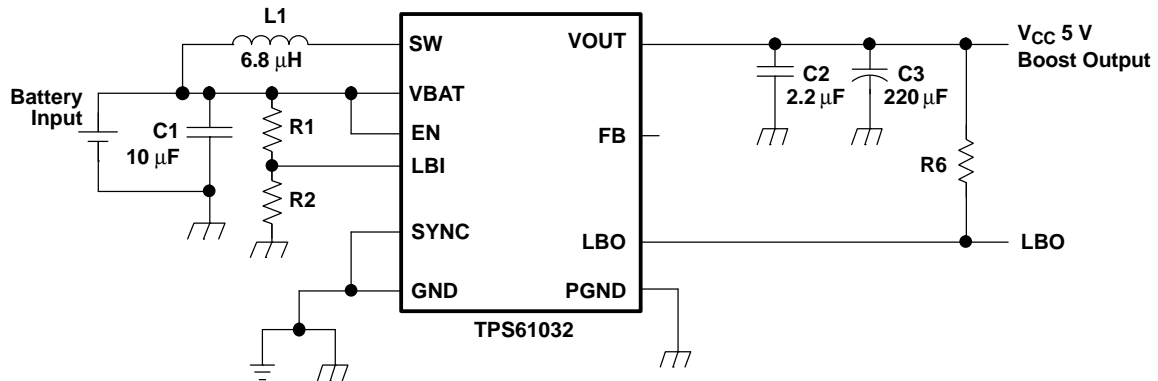 L1
6.8 μH
SW
VOUT
VCC 5 V
Boost Output
C2
2.2 μF
C3
220 μF
Battery
Input
VBAT
C1
10 μF
R1
EN
FB
LBI
R6
R2
SYNC
LBO
LBO
GND
PGND
TPS61032